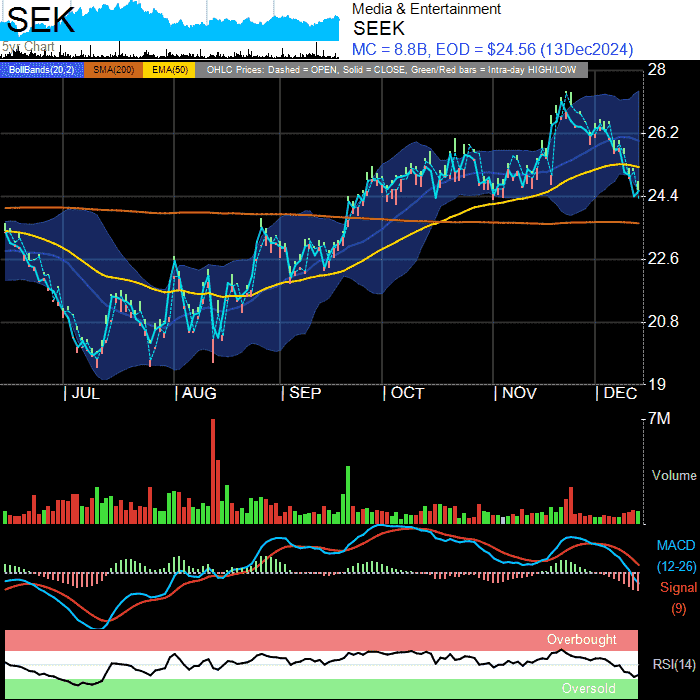 SEK
5yr Chart
Media & Entertainment
SEEK
MC = 8.8B, EOD = $24.56 (13Dec2024)
BollBands(20,2) SMA(200) EMA(50) OHLC Prices: Dashed = OPEN, Solid = CLOSE, Green/Red bars = Intra-day HIGH/LOW
28
26.2
24.4
22.6
20.8
19
JUL AUG SEP OCT NOV DEC
7M
Volume
MACD
(12-26)
Signal
(9)
Overbought
RSI(14)
Oversold